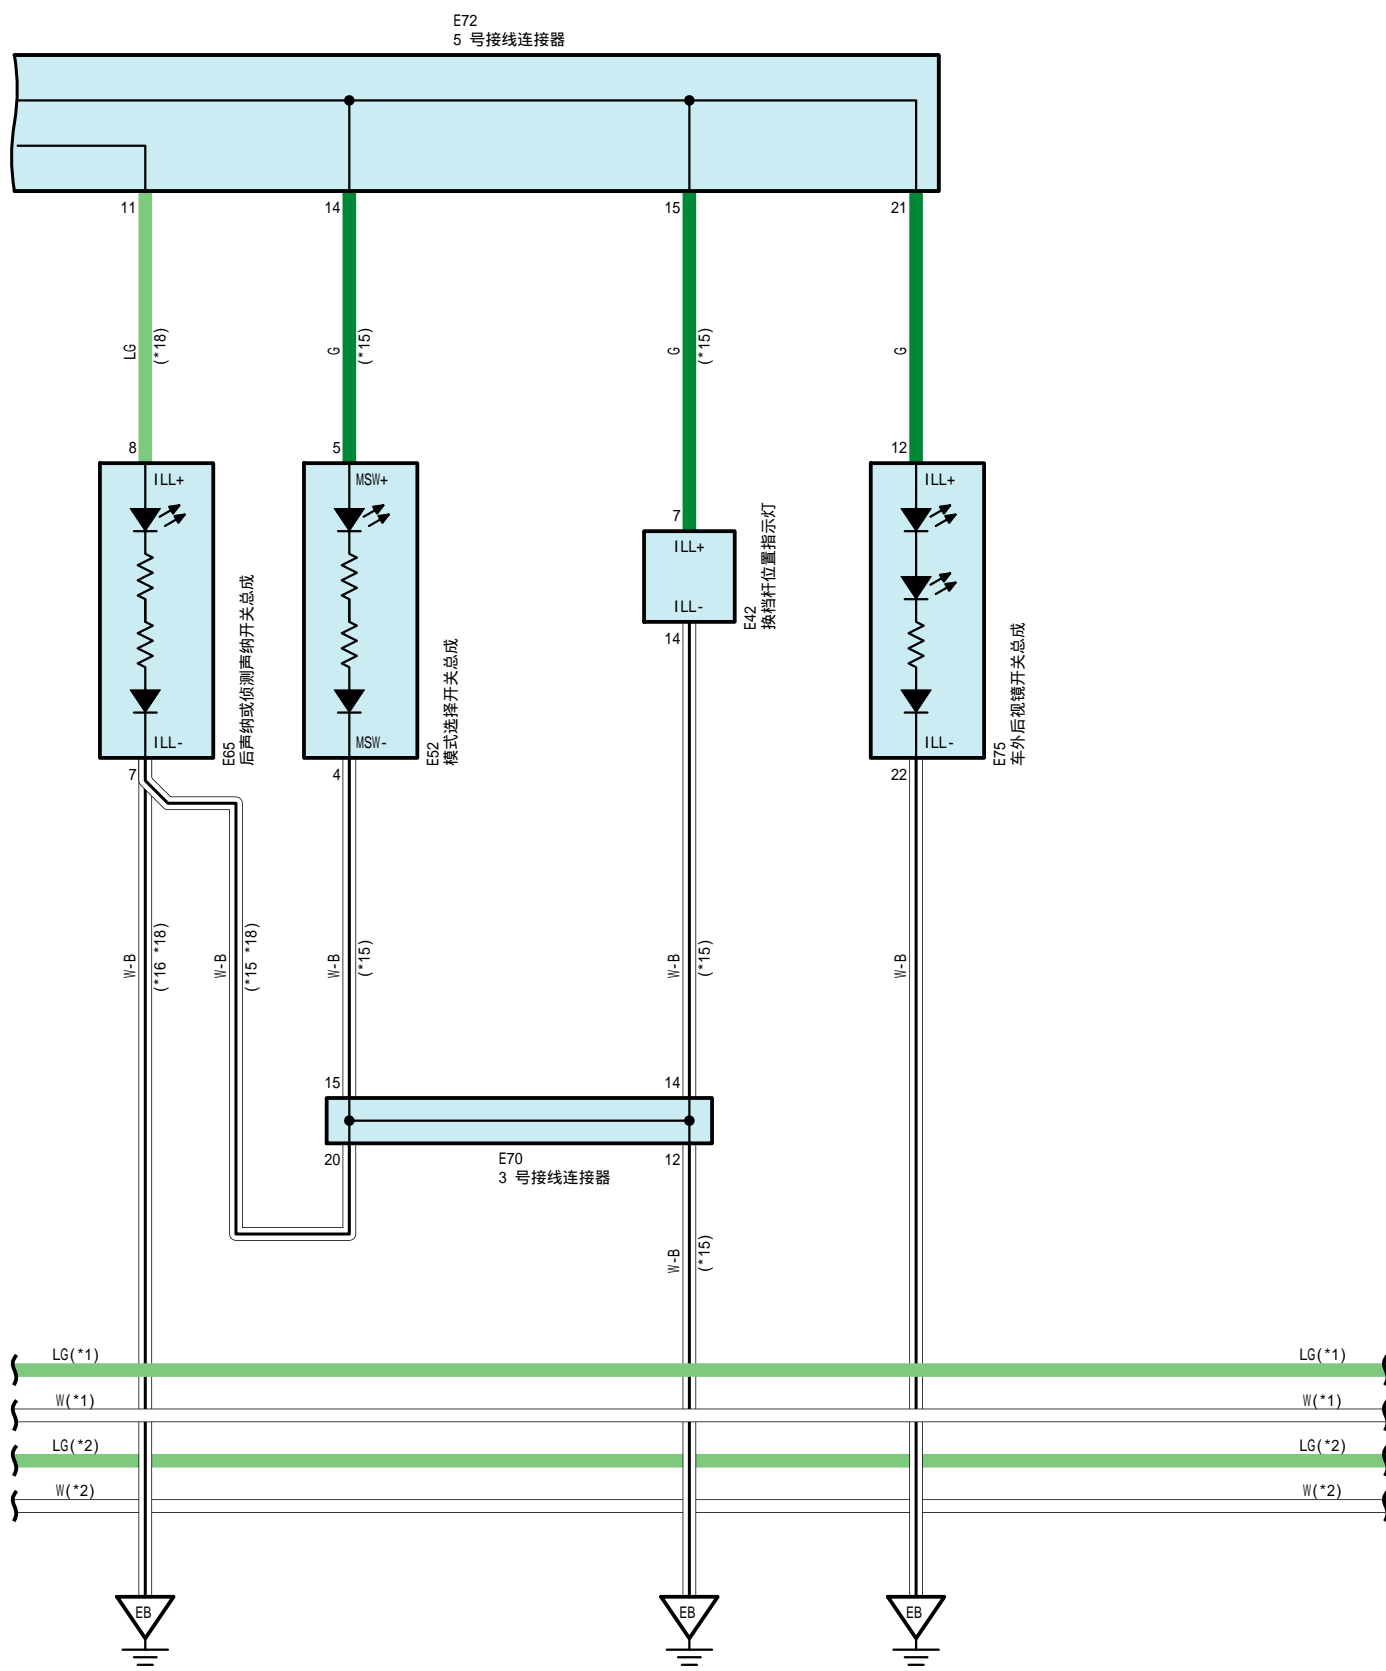 E72
5 号接线连接器
11
14
15
21
LG
(*18)
G
(*15)
G
(*15)
G
8
5
7
12
ILL+
MSW+
ILL+
ILL+
ILL-
MSW-
ILL-
ILL-
E65
后声纳或侦测声纳开关总成
E52
模式选择开关总成
E42
换档杆位置指示灯
E75
车外后视镜开关总成
7
4
14
22
W-B
(*16 *18)
W-B
(*15 *18)
W-B
(*15)
W-B
(*15)
W-B
15
14
20
12
E70
3 号接线连接器
W-B
(*15)
LG(*1)
LG(*1)
W(*1)
W(*1)
LG(*2)
LG(*2)
W(*2)
W(*2)
EB
EB
EB